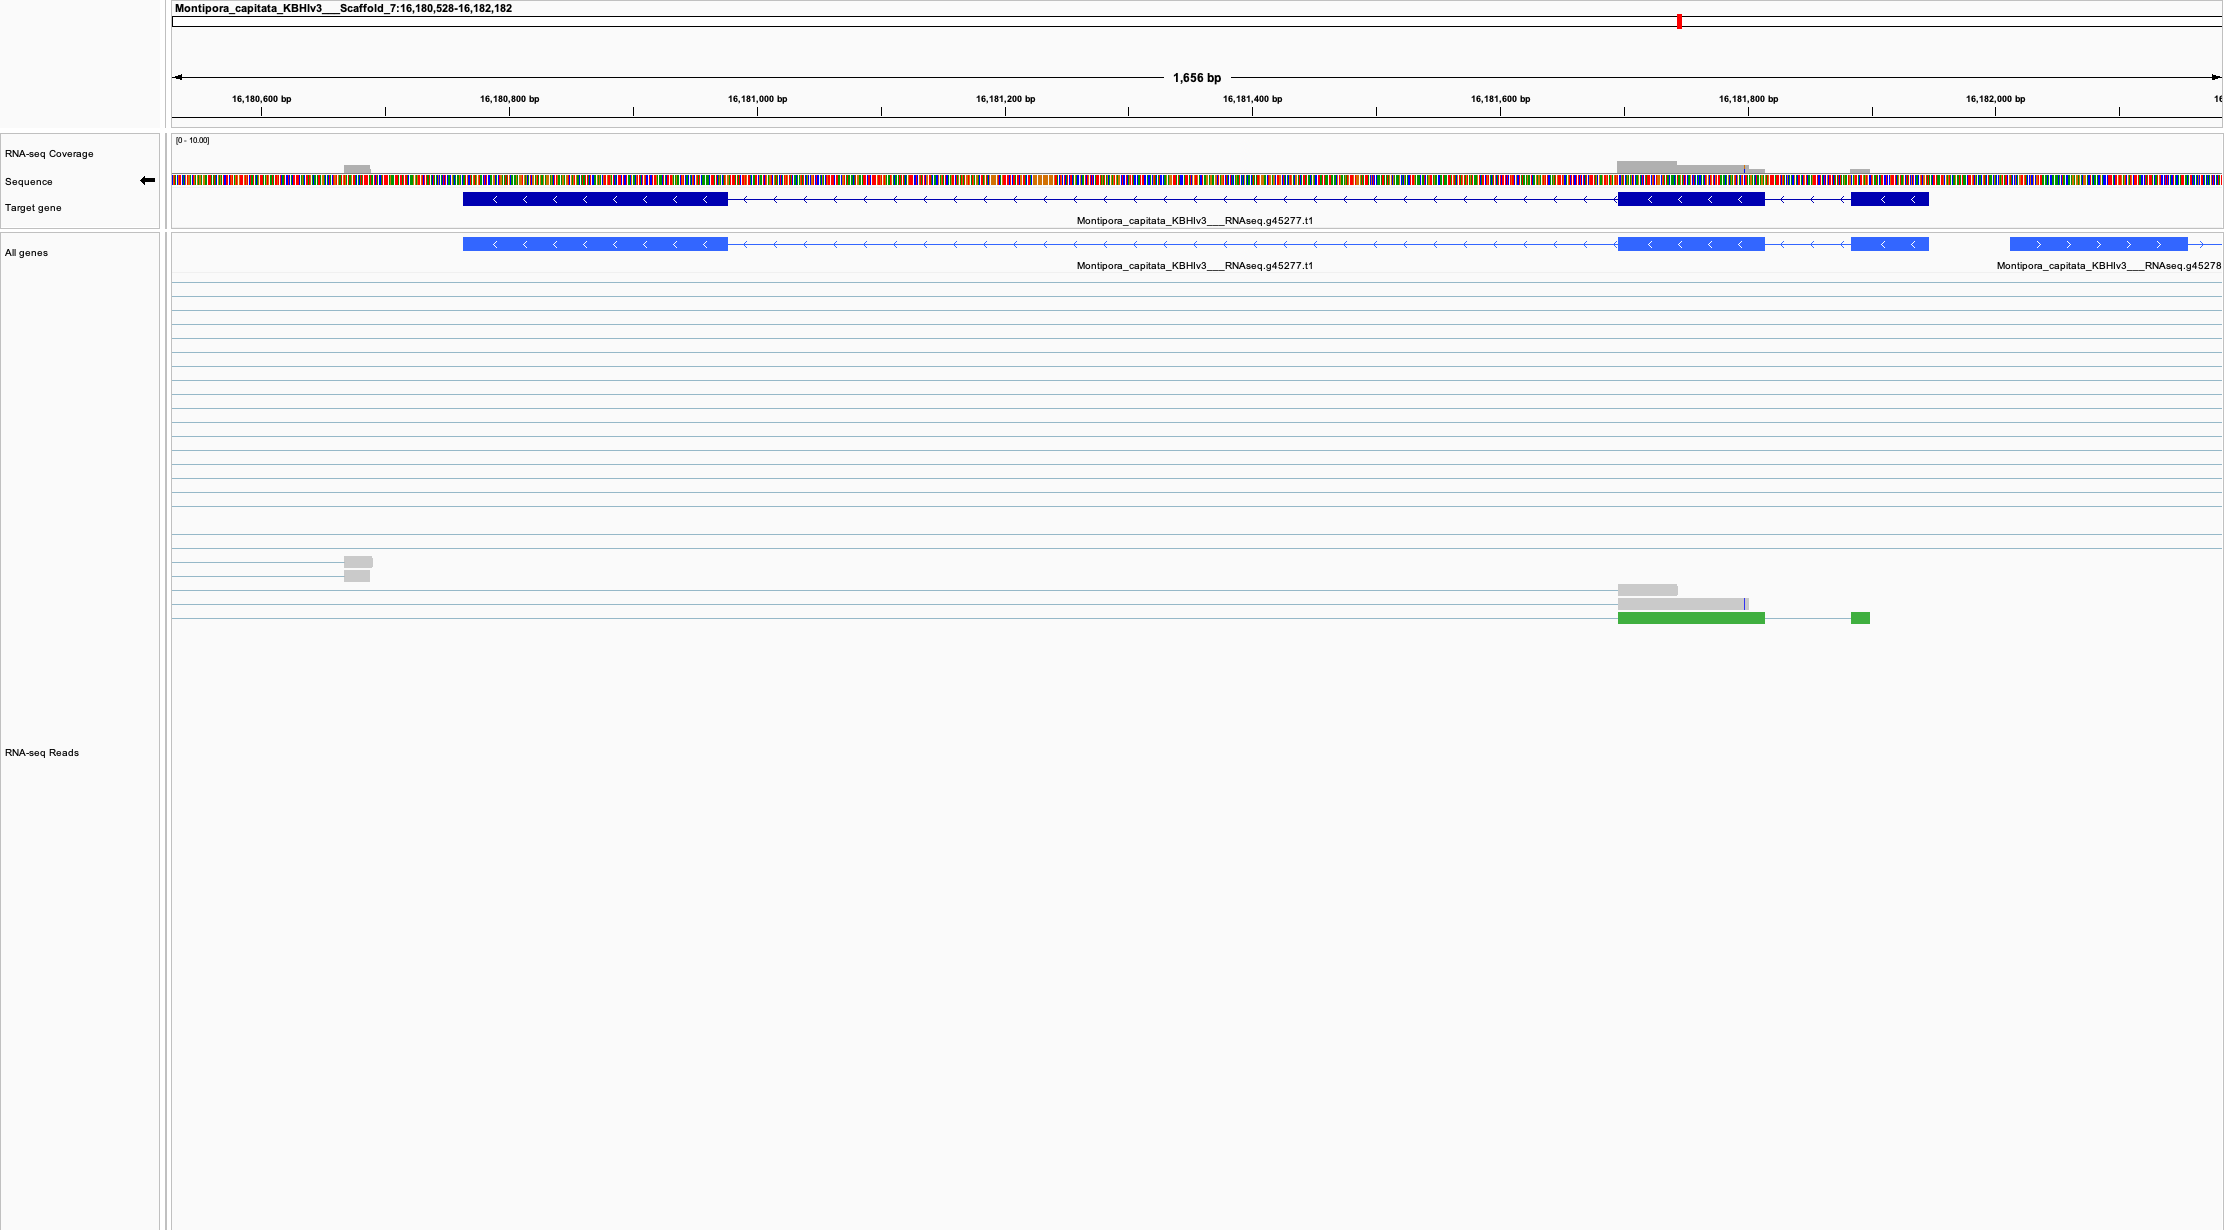 Montipora_capitata_KBHIv3___Scaffold_7:16,180,528-16,182,182
1,656 bp
16,180,600 bp 16,180,800 bp 16,181,000 bp 16,181,200 bp 16,181,400 bp 16,181,600 bp 16,181,800 bp 16,182,000 bp 16
[0 - 10.00]
RNA-seq Coverage
Sequence
Target gene
Montipora_capitata_KBHIv3___RNAseq.g45277.t1
All genes
Montipora_capitata_KBHIv3___RNAseq.g45277.t1 Montipora_capitata_KBHIv3___RNAseq.g45278
RNA-seq Reads